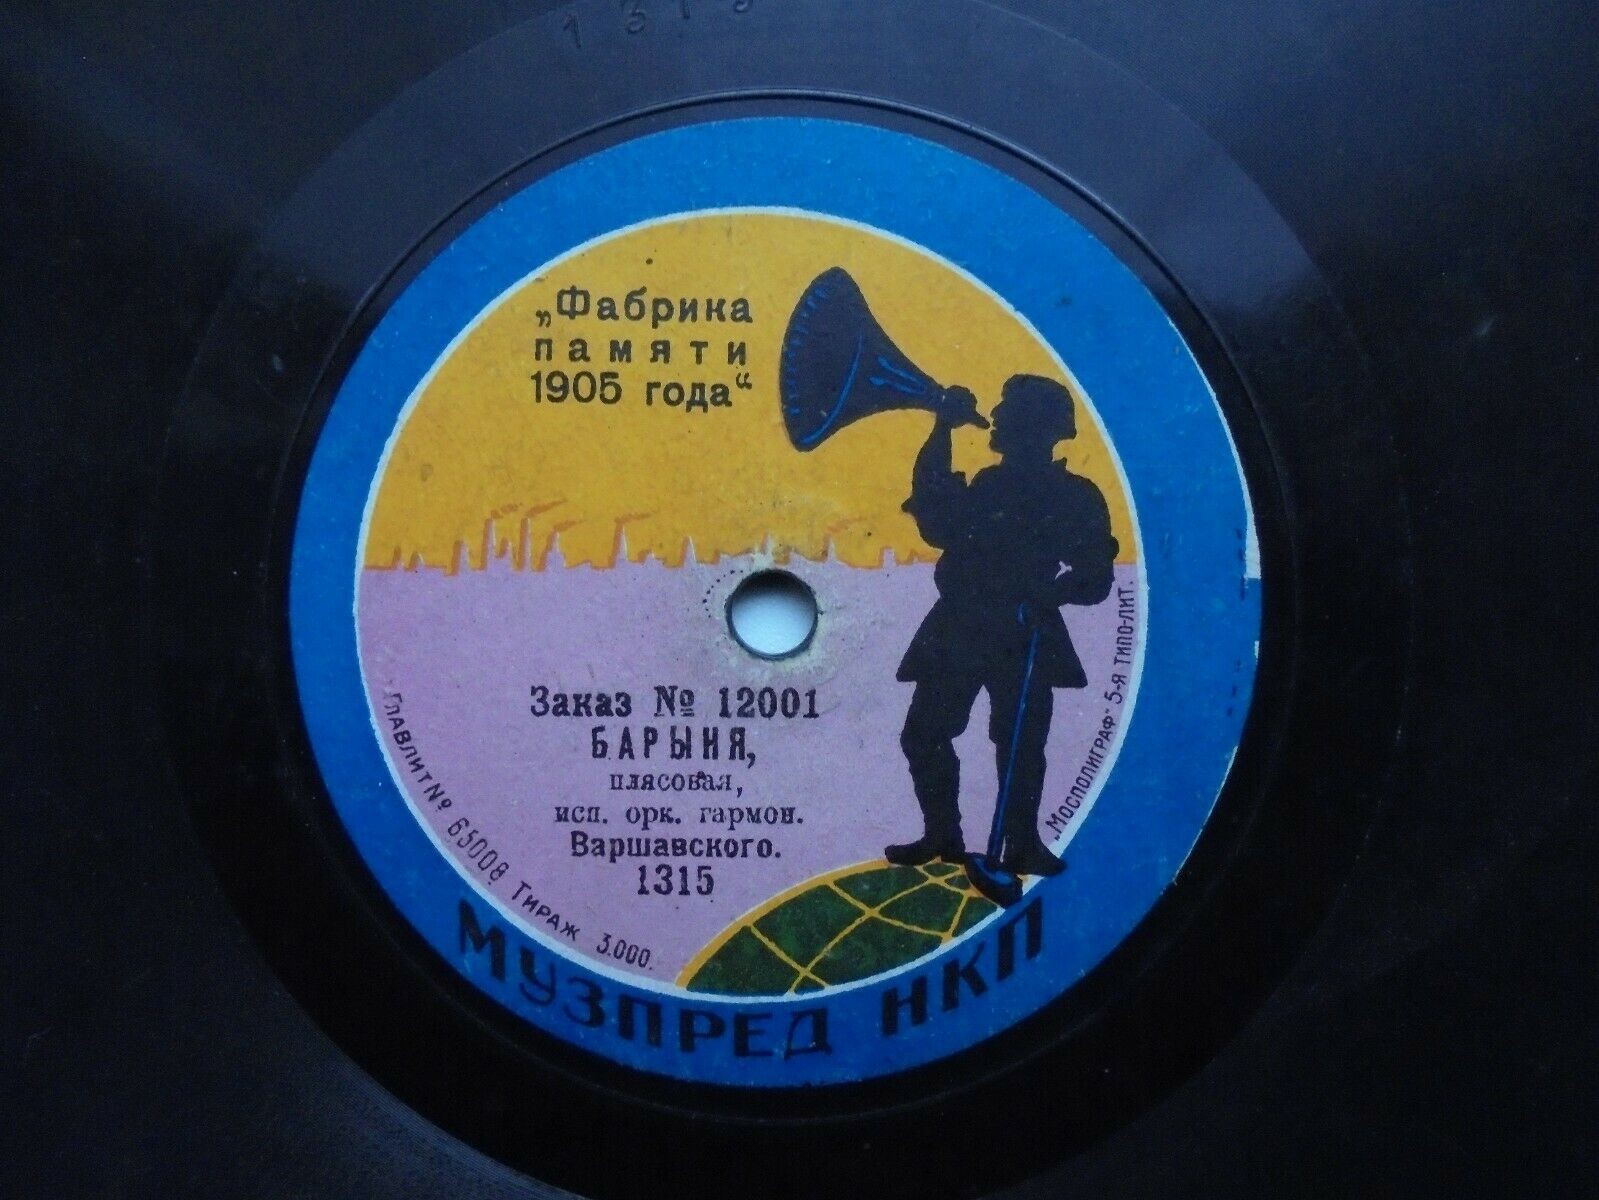 1315
„Фабрика
памяти
1905 года“
Заказ № 12001
БАРЫНЯ,
плясовая,
исп. орк. гармон.
Варшавского.
1315
Главлит № 65008 Тираж 3.000.
„Мосполиграф“ 5-я типо-лит.
МУЗПРЕД НКП